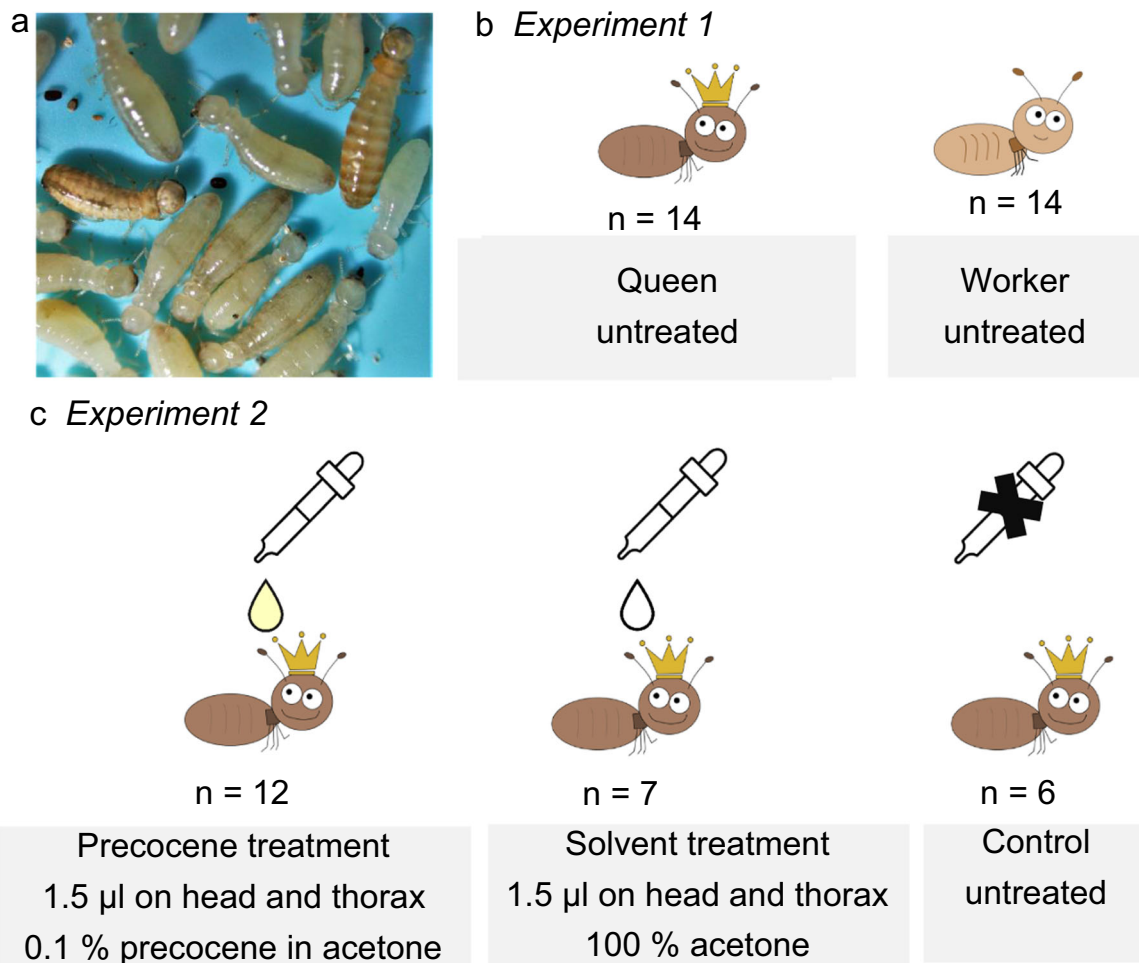 a
b Experiment 1
n = 14
n = 14
Queen
untreated
Worker
untreated
c Experiment 2
n = 12
n = 7
n = 6
Precocene treatment
1.5 µl on head and thorax
0.1 % precocene in acetone
Solvent treatment
1.5 µl on head and thorax
100 % acetone
Control
untreated